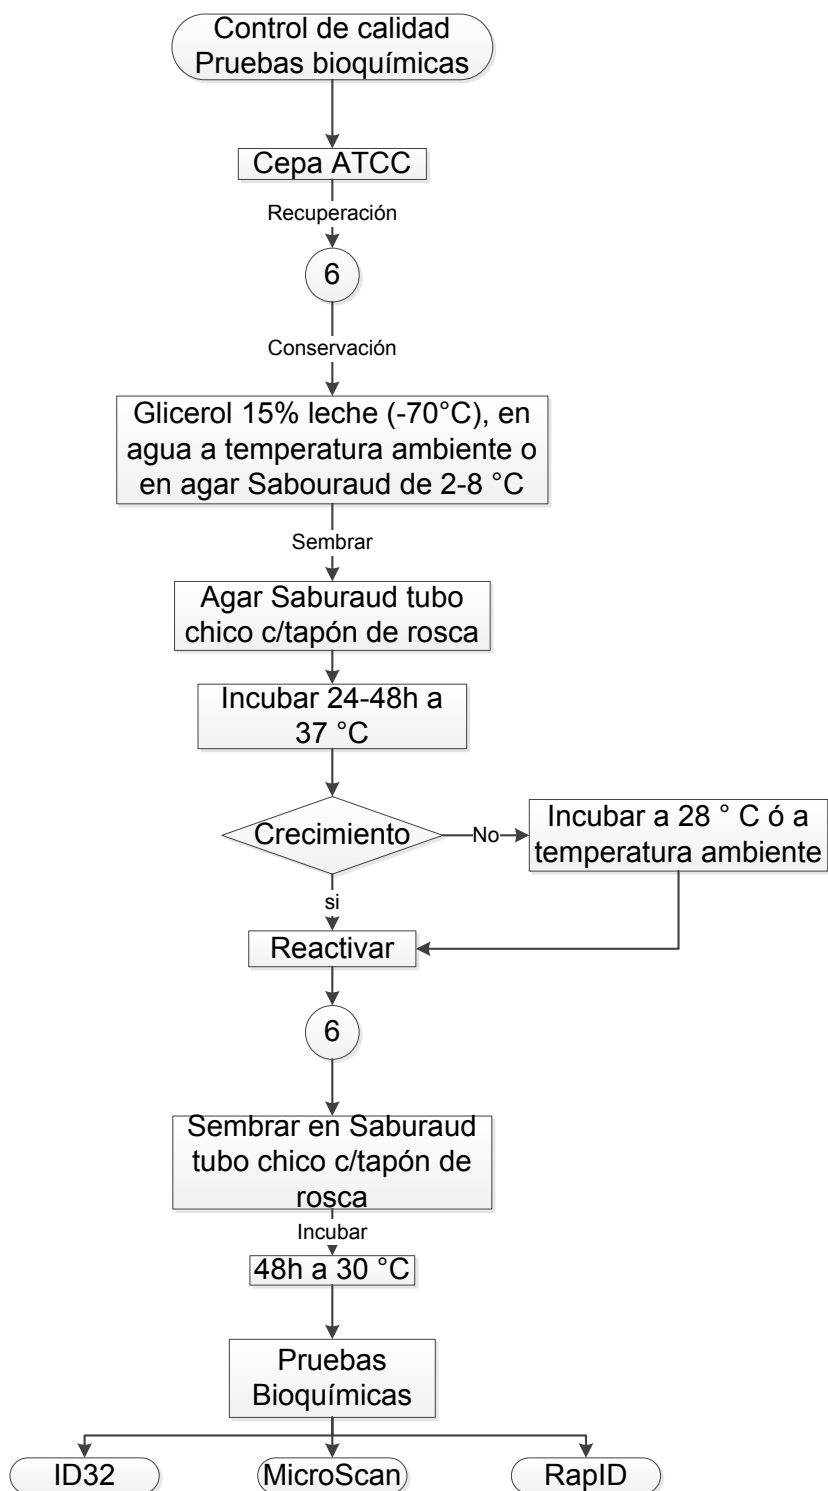 Control de calidad
Pruebas bioquímicas
Cepa ATCC
Recuperación
6
Conservación
Glicerol 15% leche (-70°C), en
agua a temperatura ambiente o
en agar Sabouraud de 2-8 °C
Sembrar
Agar Saburaud tubo
chico c/tapón de rosca
Incubar 24-48h a
37 °C
Crecimiento
No
Incubar a 28 ° C ó a
temperatura ambiente
si
Reactivar
6
Sembrar en Saburaud
tubo chico c/tapón de
rosca
Incubar
48h a 30 °C
Pruebas
Bioquímicas
ID32
MicroScan
RapID